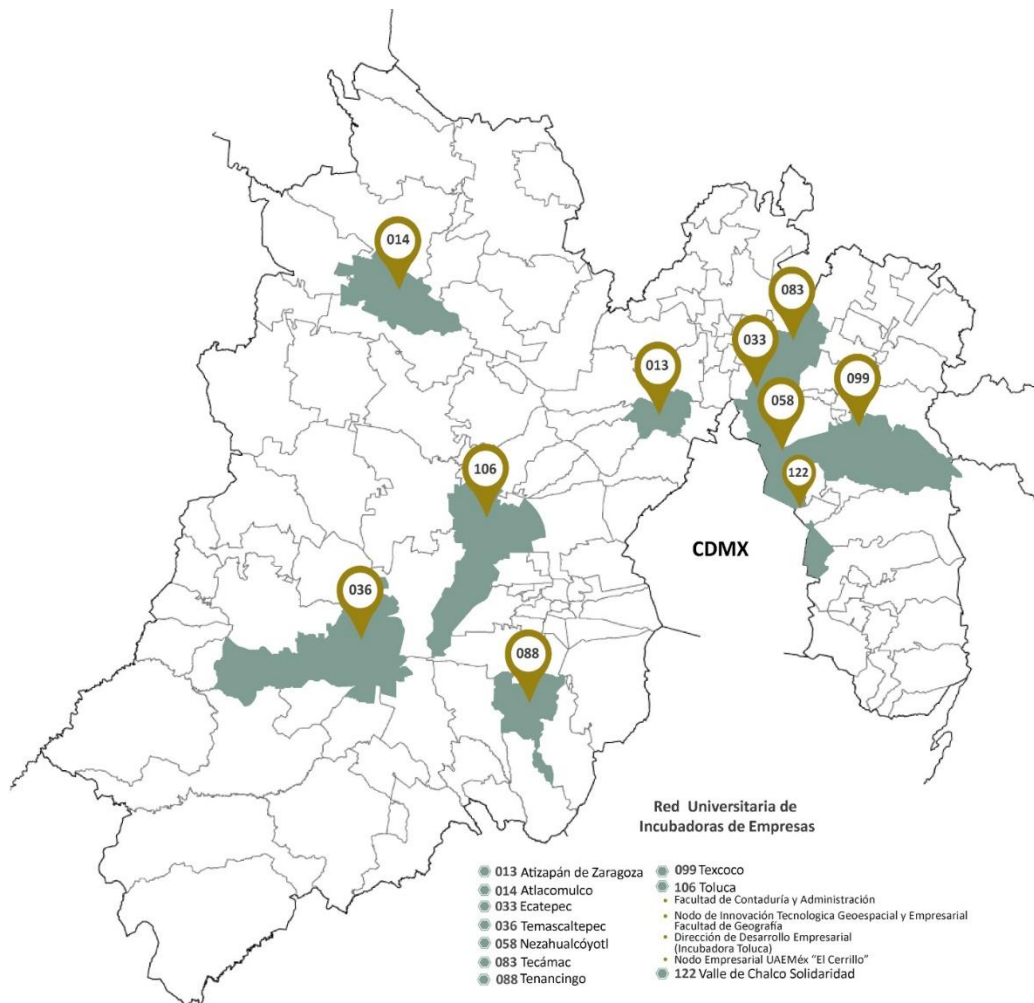 014
083
033
013
099
058
106
122
CDMX
036
088
Red Universitaria de
Incubadoras de Empresas
013 Atizapán de Zaragoza
014 Atlacomulco
033 Ecatepec
036 Temascaltepec
058 Nezahualcóyotl
083 Tecámac
088 Tenancingo
099 Texcoco
106 Toluca
• Facultad de Contaduría y Administración
• Nodo de Innovación Tecnologica Geoespacial y Empresarial
Facultad de Geografía
• Dirección de Desarrollo Empresarial
(Incubadora Toluca)
• Nodo Empresarial UAEMéx "El Cerrillo"
122 Valle de Chalco Solidaridad